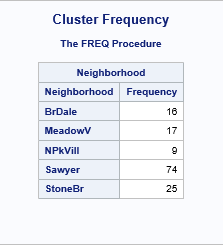 Cluster Frequency
The FREQ Procedure
Neighborhood
Neighborhood Frequency
BrDale 16
MeadowV 17
NPkVill 9
Sawyer 74
StoneBr 25